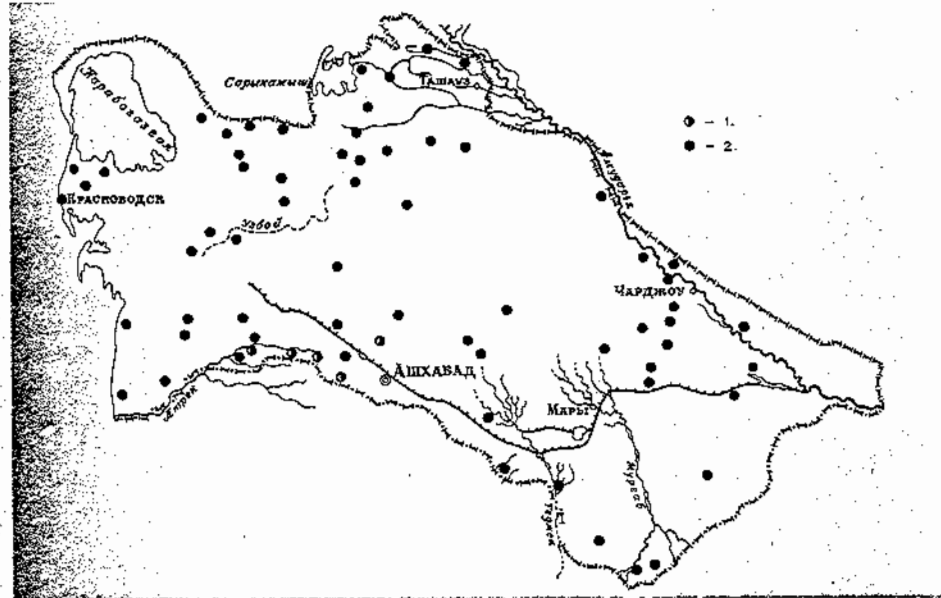 Сарыкамыш
Ташауз
Карабогазгол
- 1.
- 2.
Красноводск
Узбой
Амударья
Чарджоу
Ашхабад
Мары
Атрек
Мургаб
Теджен